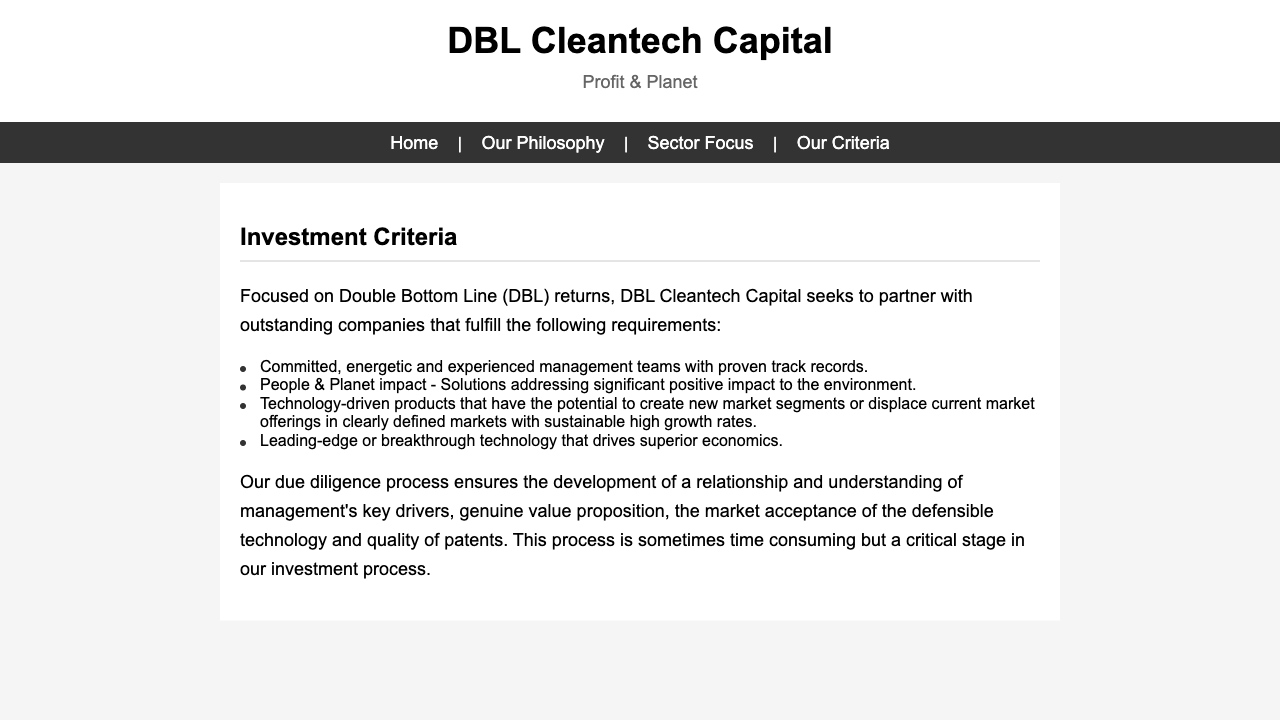 DBL Cleantech Capital
Profit & Planet
Home | Our Philosophy | Sector Focus | Our Criteria
Investment Criteria
Focused on Double Bottom Line (DBL) returns, DBL Cleantech Capital seeks to partner with
outstanding companies that fulfill the following requirements:
Committed, energetic and experienced management teams with proven track records.
People & Planet impact - Solutions addressing significant positive impact to the environment.
Technology-driven products that have the potential to create new market segments or displace current market
offerings in clearly defined markets with sustainable high growth rates.
Leading-edge or breakthrough technology that drives superior economics.
Our due diligence process ensures the development of a relationship and understanding of
management's key drivers, genuine value proposition, the market acceptance of the defensible
technology and quality of patents. This process is sometimes time consuming but a critical stage in
our investment process.